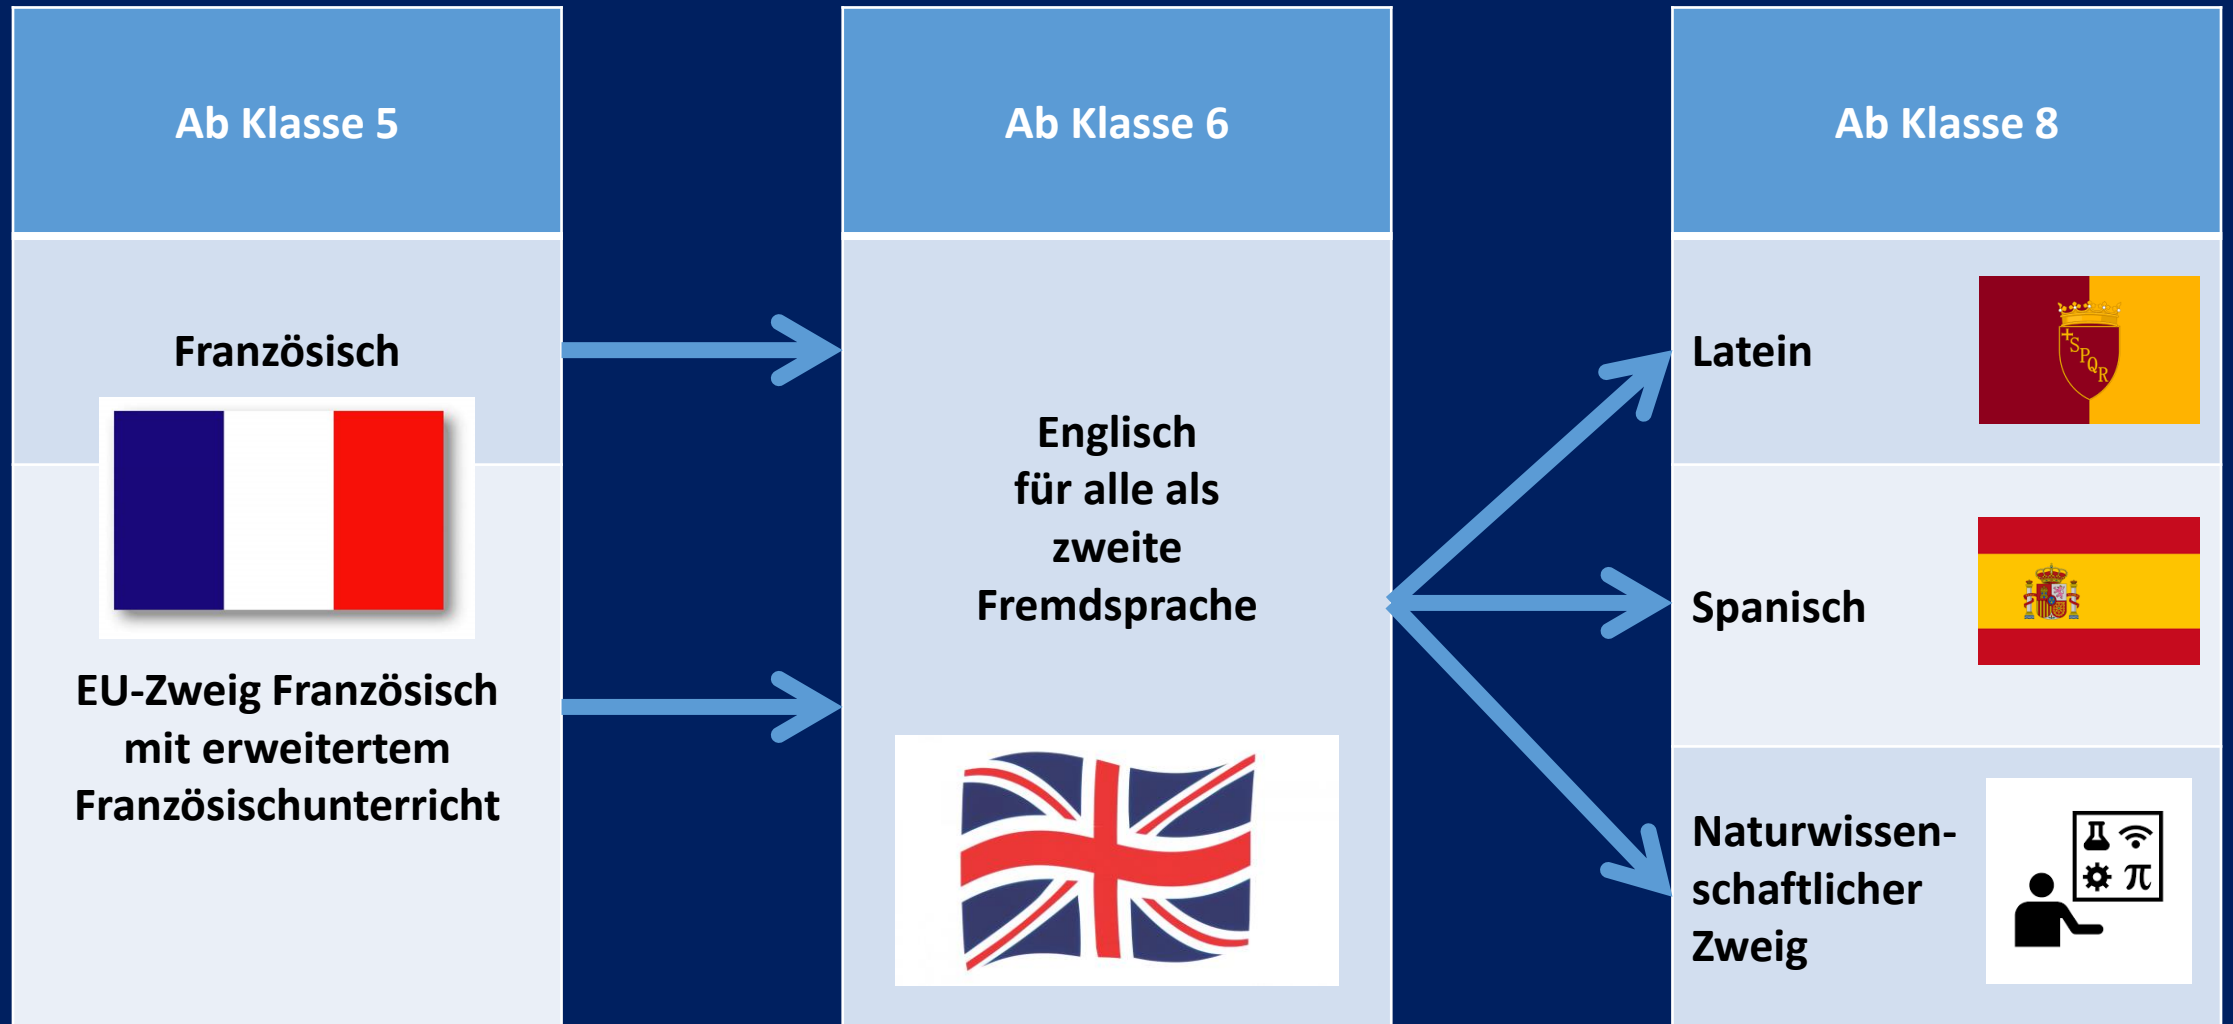 Ab Klasse 5
Französisch
EU-Zweig Französisch
mit erweitertem
Französischunterricht
Ab Klasse 6
Englisch
für alle als
zweite
Fremdsprache
Ab Klasse 8
Latein
SPQR
Spanisch
Naturwissen-
schaftlicher
Zweig
π